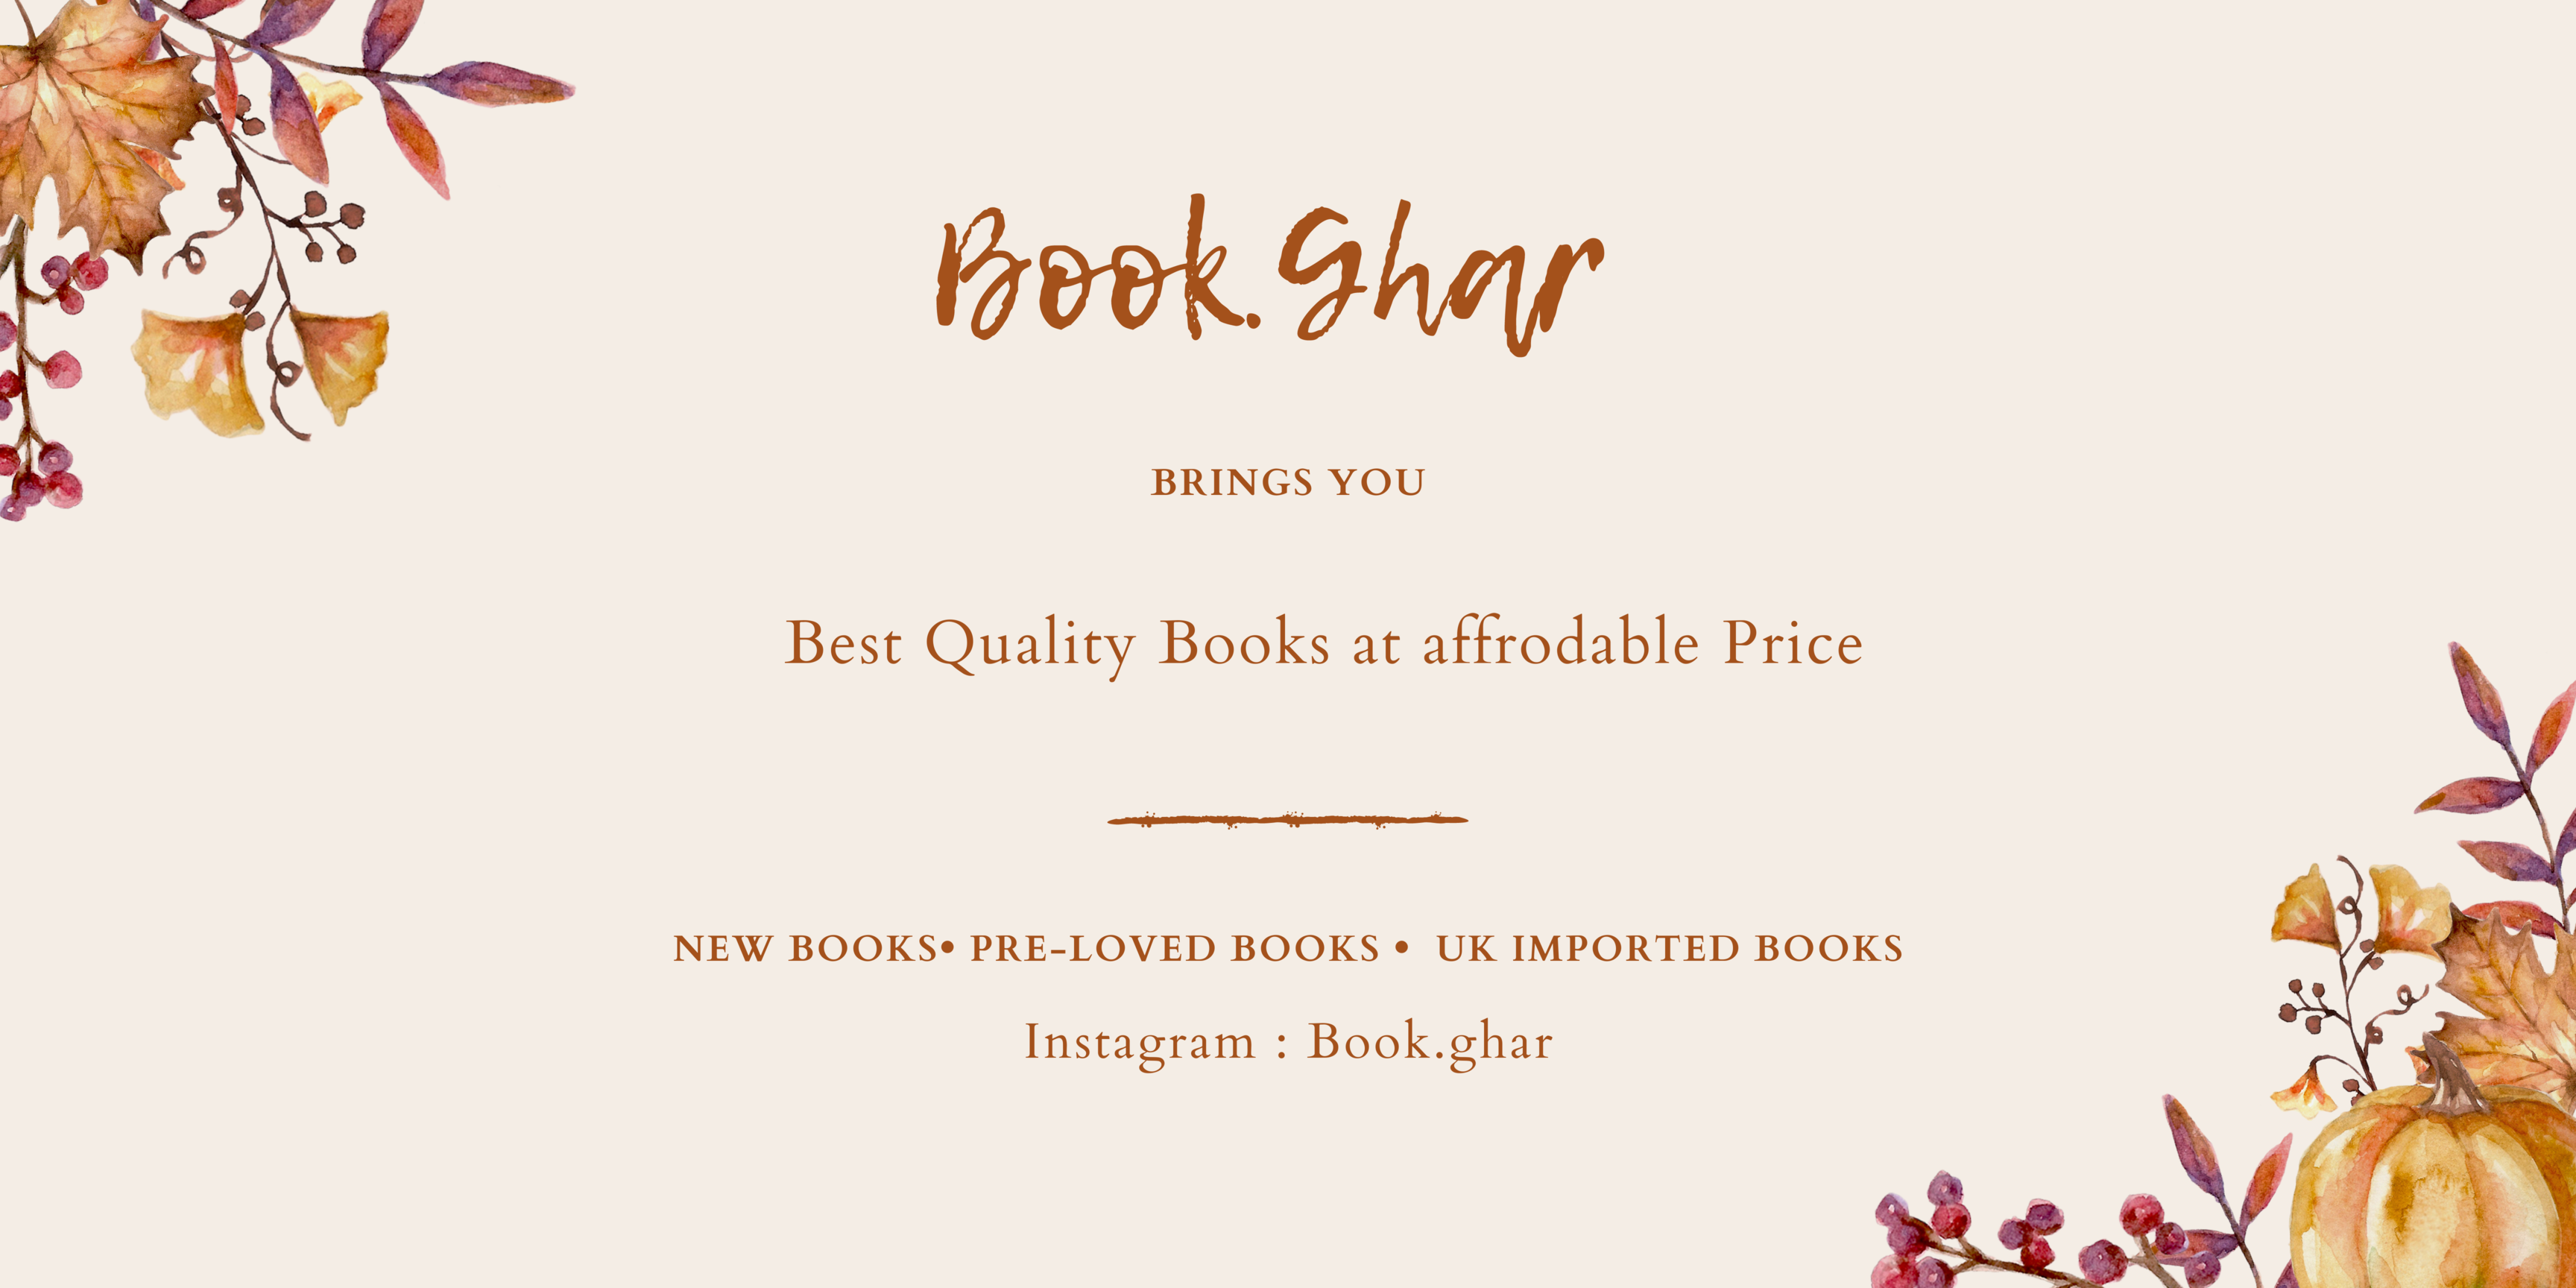 Book.Ghar
BRINGS YOU
Best Quality Books at affrodable Price
NEW BOOKS• PRE-LOVED BOOKS • UK IMPORTED BOOKS
Instagram : Book.ghar